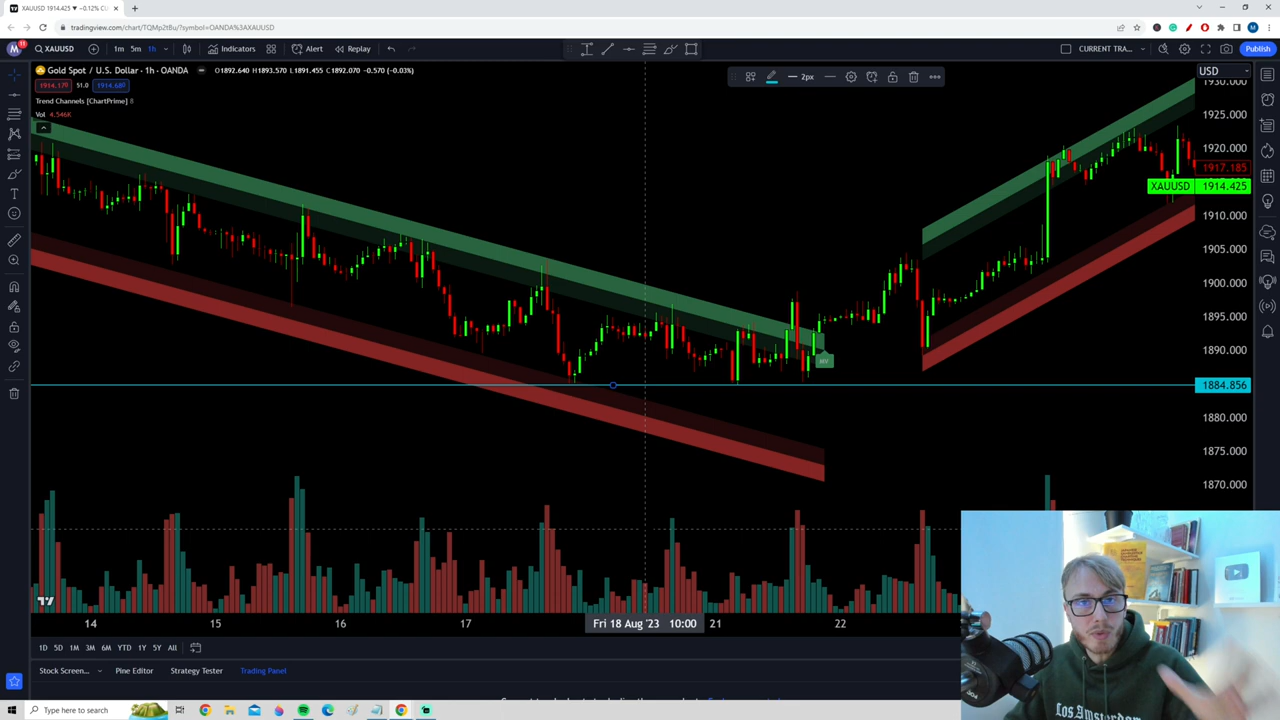 XAUUSD 1914.425 ▼ −0.12% CURREN
tradingview.com/chart/TQMp2tBu/?symbol=OANDA%3AXAUUSD
M 11 XAUUSD 1m 5m 1h Indicators Alert Replay CURRENT TRA... Publish
Gold Spot / U.S. Dollar · 1h · OANDA O1892.640 H1893.570 L1891.455 C1892.070 -0.570 (-0.03%)
2px
USD
1914.170 51.0 1914.680
Trend Channels [ChartPrime] 8
Vol 4.546K
1930.000
1925.000
1920.000
1917.185
XAUUSD 1914.425
1910.000
1905.000
1900.000
1895.000
1890.000
HV
1884.856
1880.000
1875.000
1870.000
14 15 16 17 Fri 18 Aug '23 10:00 21 22
1D 5D 1M 3M 6M YTD 1Y 5Y All
Stock Screen... Pine Editor Strategy Tester Trading Panel
Los Amsterdam
Type here to search